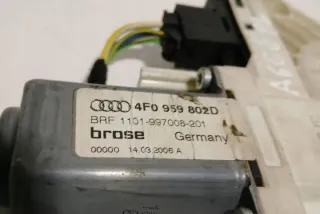 4F0 959 802D
BRF 1101-997008-201
brose Germany
00000 14.03.2006 A